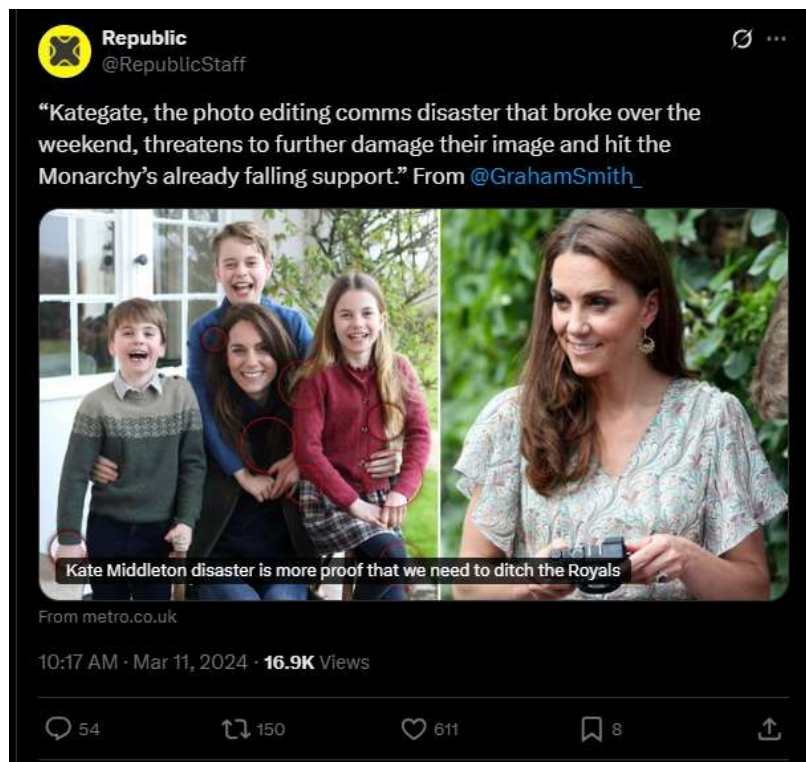 Republic
@RepublicStaff
“Kategate, the photo editing comms disaster that broke over the
weekend, threatens to further damage their image and hit the
Monarchy’s already falling support.” From @GrahamSmith_
Kate Middleton disaster is more proof that we need to ditch the Royals
From metro.co.uk
10:17 AM · Mar 11, 2024 · 16.9K Views
54 150 611 8